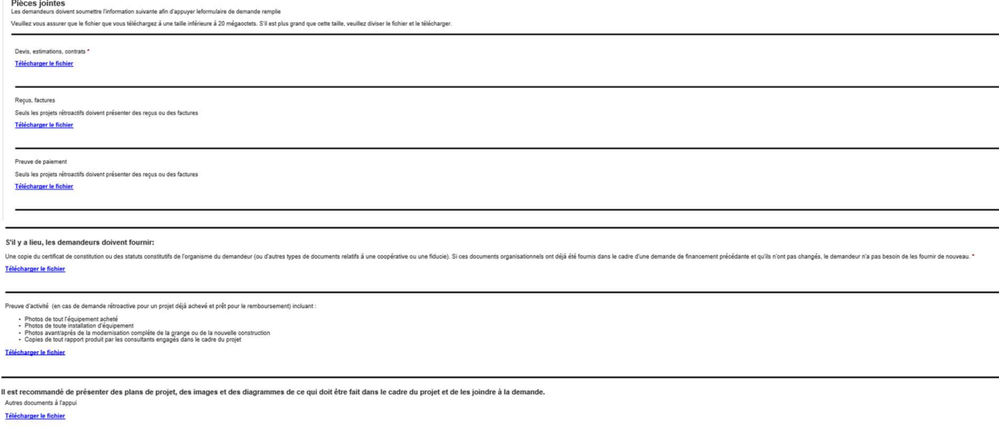 Pièces jointes
Les demandeurs doivent soumettre l'information suivante afin d'appuyer leformulaire de demande remplie
Veuillez vous assurer que le fichier que vous téléchargez á une taille inférieure á 20 mégaoctets. S'il est plus grand que cette taille, veuillez diviser le fichier et le télécharger.
Devis, estimations, contrats *
Télécharger le fichier
Reçus, factures
Seuls les projets rétroactifs doivent présenter des reçus ou des factures
Télécharger le fichier
Preuve de paiement
Seuls les projets rétroactifs doivent présenter des reçus ou des factures
Télécharger le fichier
S'il y a lieu, les demandeurs doivent fournir:
Une copie du certificat de constitution ou des statuts constitutifs de l'organisme du demandeur (ou d'autres types de documents relatifs á une coopérative ou une fiducie). Si ces documents organisationnels ont déjá été fournis dans le cadre d'une demande de financement précédante et qu'ils n'ont pas changés, le demandeur n'a pas besoin de les fournir de nouveau. *
Télécharger le fichier
Preuve d'activité (en cas de demande rétroactive pour un projet déjá achevé et prêt pour le remboursement) incluant :
• Photos de tout l'équipement acheté
• Photos de toute installation d'équipement
• Photos avant/aprés de la modernisation compléte de la grange ou de la nouvelle construction
• Copies de tout rapport produit par les consultants engagés dans le cadre du projet
Télécharger le fichier
Il est recommandé de présenter des plans de projet, des images et des diagrammes de ce qui doit être fait dans le cadre du projet et de les joindre à la demande.
Autres documents á l'appui
Télécharger le fichier